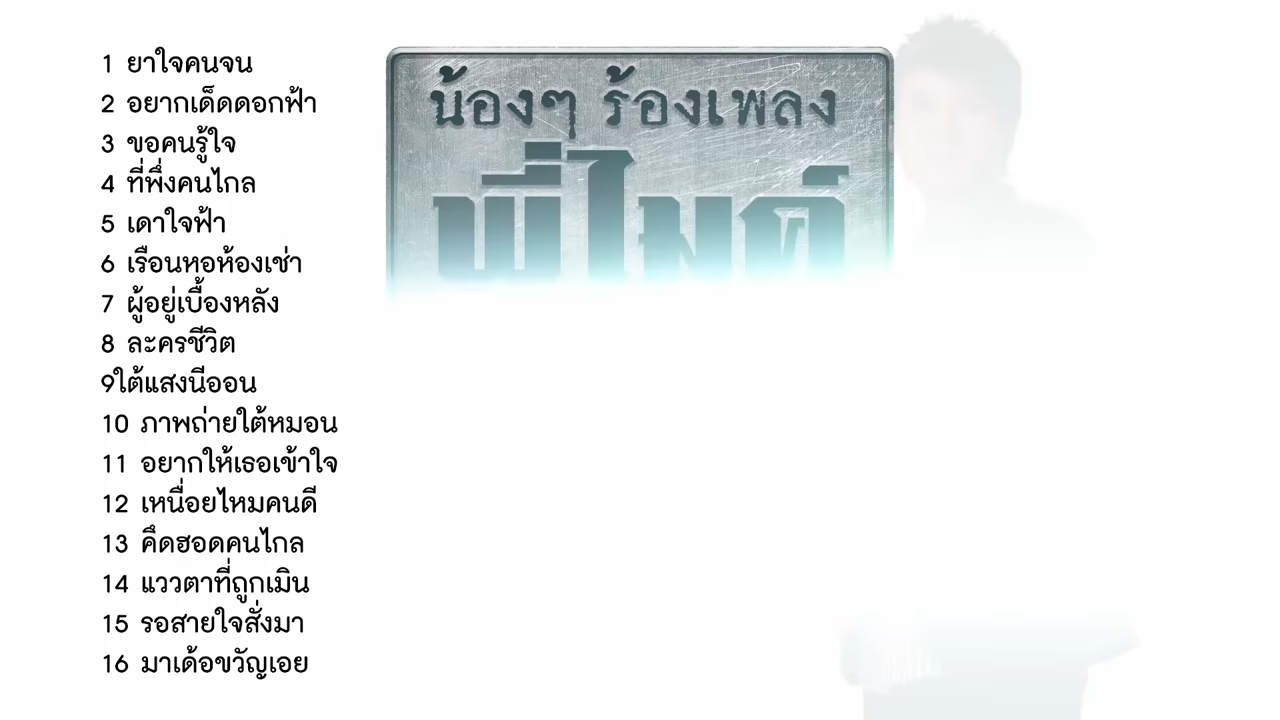 1 ยาใจคนจน
2 อยากเด็ดดอกฟ้า
3 ขอคนรู้ใจ
4 ที่พึ่งคนไกล
5 เดาใจฟ้า
6 เรือนหอห้องเช่า
7 ผู้อยู่เบื้องหลัง
8 ละครชีวิต
9ใต้แสงนีออน
10 ภาพถ่ายใต้หมอน
11 อยากให้เธอเข้าใจ
12 เหนื่อยไหมคนดี
13 คึดฮอดคนไกล
14 แววตาที่ถูกเมิน
15 รอสายใจสั่งมา
16 มาเด้อขวัญเอย
น้องๆ ร้องเพลง
พี่ไมค์